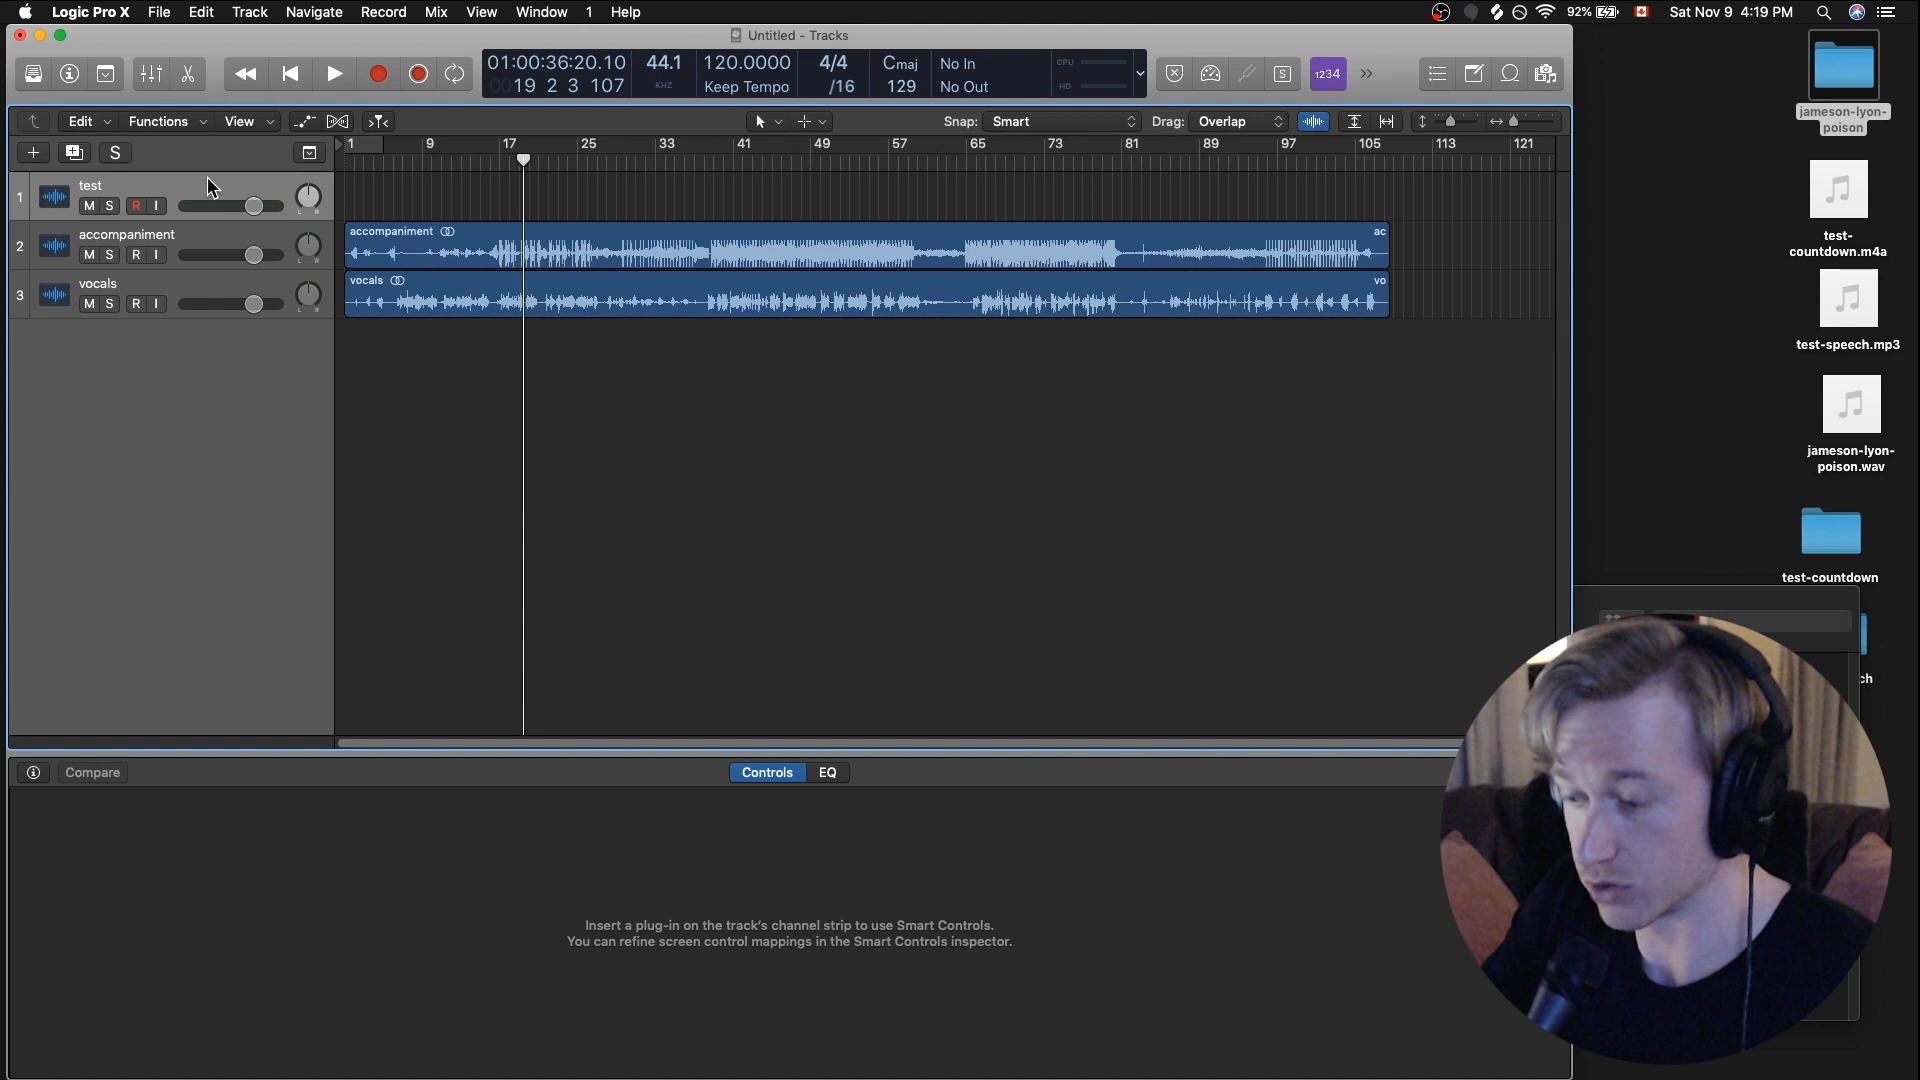 Logic Pro X File Edit Track Navigate Record Mix View Window 1 Help
92% Sat Nov 9 4:19 PM
Untitled - Tracks
01:00:36:20.10 44.1 120.0000 4/4 Cmaj No In CPU
0019 2 3 107 KHZ Keep Tempo /16 129 No Out HD
S 1234
Edit Functions View
Snap: Smart Drag: Overlap
S
1 9 17 25 33 41 49 57 65 73 81 89 97 105 113 121
1 test
M S R I L R
accompaniment ac
2 accompaniment
M S R I L R
vocals vo
3 vocals
M S R I L R
Compare
Controls EQ
Insert a plug-in on the track's channel strip to use Smart Controls.
You can refine screen control mappings in the Smart Controls inspector.
jameson-lyon-
poison
test-
countdown.m4a
test-speech.mp3
jameson-lyon-
poison.wav
test-countdown
ch